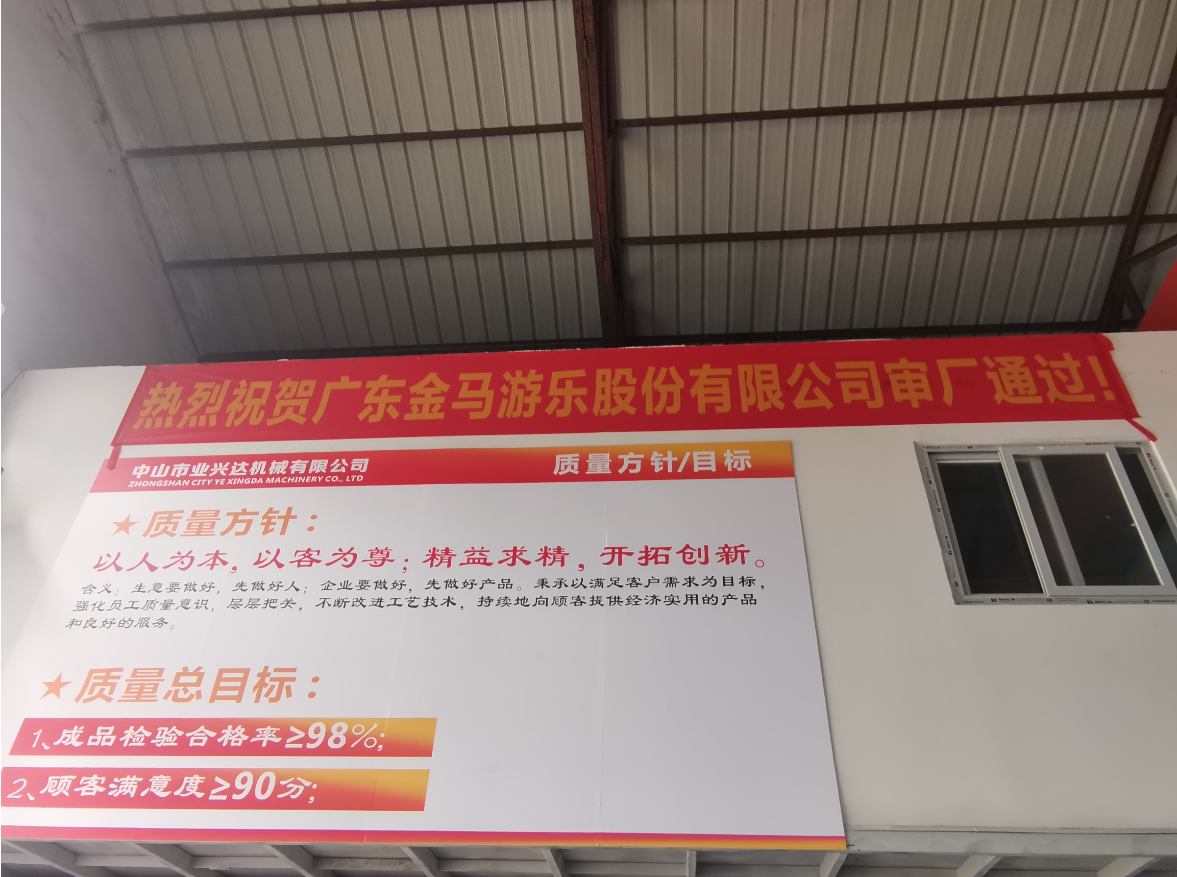 热烈祝贺广东金马游乐股份有限公司审厂通过!
中山市业兴达机械有限公司
ZHONGSHAN CITY YE XINGDA MACHINERY CO., LTD
质量方针/目标
★质量方针:
以人为本,以客为尊;精益求精,开拓创新。
含义:生意要做好,先做好人;企业要做好,先做好产品。秉承以满足客户需求为目标,
强化员工质量意识,层层把关,不断改进工艺技术,持续地向顾客提供经济实用的产品
和良好的服务。
★质量总目标:
1、成品检验合格率≥98%;
2、顾客满意度≥90分;